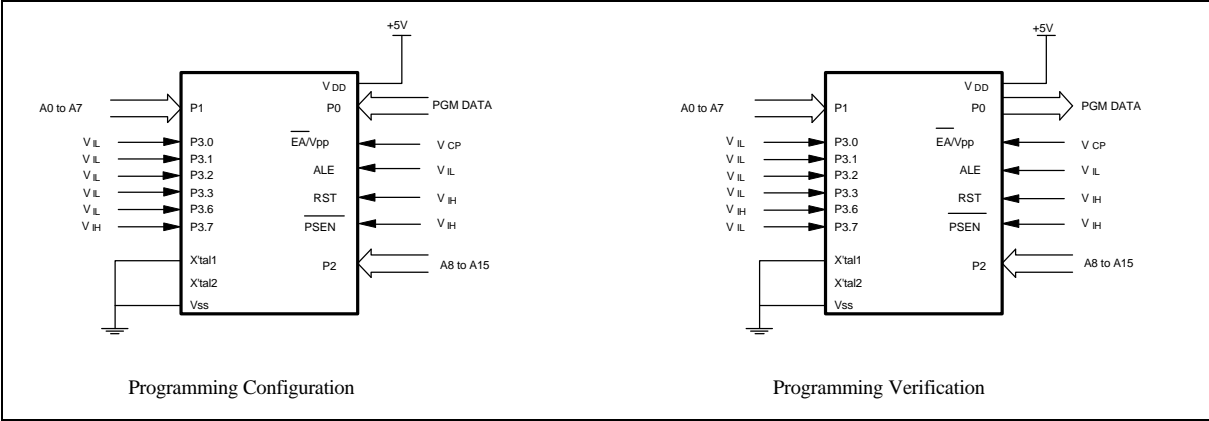 +5V
V DD
A0 to A7
P1
P0
PGM DATA
V IL
P3.0
EA/Vpp
V CP
V IL
P3.1
V IL
P3.2
ALE
V IL
V IL
P3.3
RST
V IH
V IL
P3.6
V IH
P3.7
PSEN
V IH
X'tal1
P2
A8 to A15
X'tal2
Vss
Programming Configuration
+5V
V DD
A0 to A7
P1
P0
PGM DATA
V IL
P3.0
EA/Vpp
V CP
V IL
P3.1
V IL
P3.2
ALE
V IL
V IL
P3.3
RST
V IH
V IH
P3.6
V IL
P3.7
PSEN
V IH
X'tal1
P2
A8 to A15
X'tal2
Vss
Programming Verification